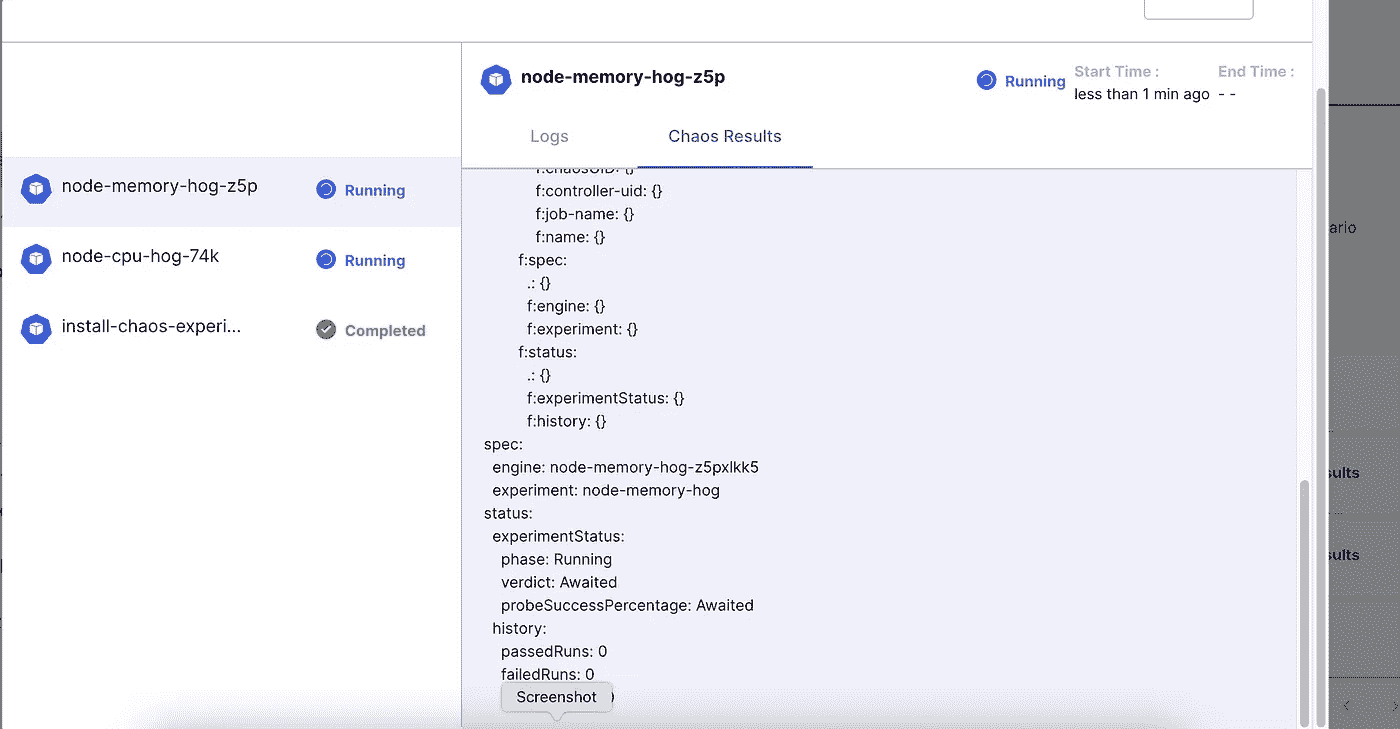 node-memory-hog-z5p
Running
node-cpu-hog-74k
Running
install-chaos-experi...
Completed
node-memory-hog-z5p
Running
Start Time :
less than 1 min ago
End Time :
- -
Logs
Chaos Results
f:chaosUID: {}
f:controller-uid: {}
f:job-name: {}
f:name: {}
f:spec:
.: {}
f:engine: {}
f:experiment: {}
f:status:
.: {}
f:experimentStatus: {}
f:history: {}
spec:
engine: node-memory-hog-z5pxlkk5
experiment: node-memory-hog
status:
experimentStatus:
phase: Running
verdict: Awaited
probeSuccessPercentage: Awaited
history:
passedRuns: 0
failedRuns: 0
Screenshot
ario
sults
sults